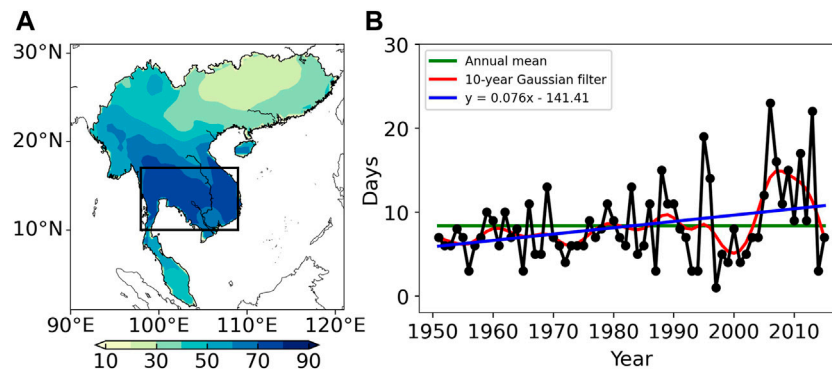 A
B
30°N
20°N
10°N
90°E 100°E 110°E 120°E
10 30 50 70 90
30
20
10
0
Days
Annual mean
10-year Gaussian filter
y = 0.076x - 141.41
1950 1960 1970 1980 1990 2000 2010
Year